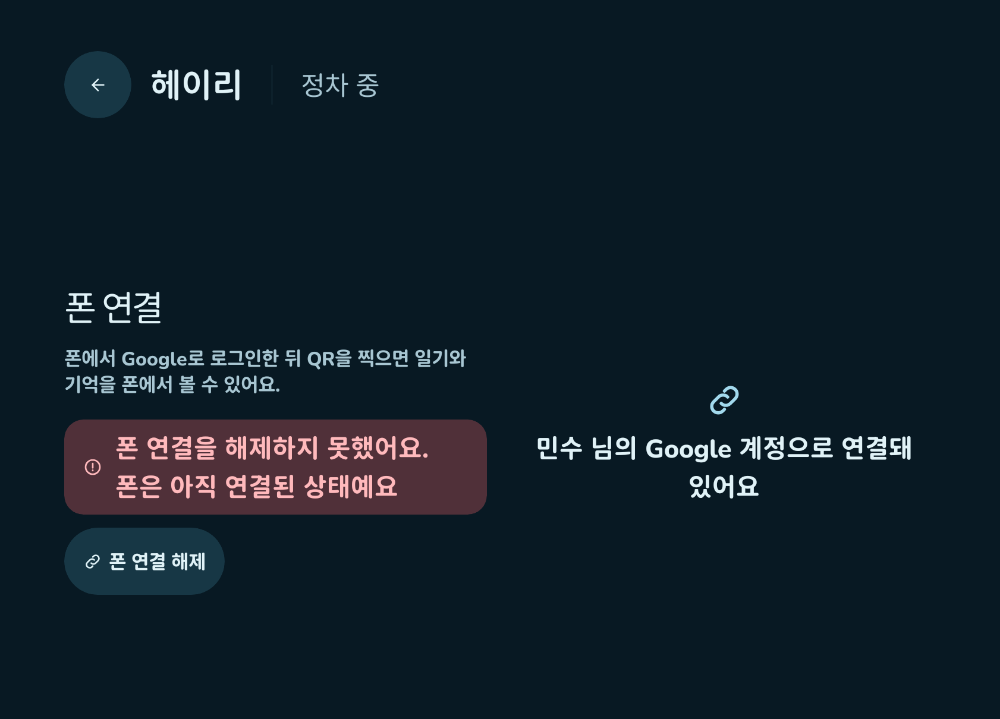 헤이리
정차 중
폰 연결
폰에서 Google로 로그인한 뒤 QR을 찍으면 일기와
기억을 폰에서 볼 수 있어요.
폰 연결을 해제하지 못했어요.
폰은 아직 연결된 상태예요
폰 연결 해제
민수 님의 Google 계정으로 연결돼
있어요